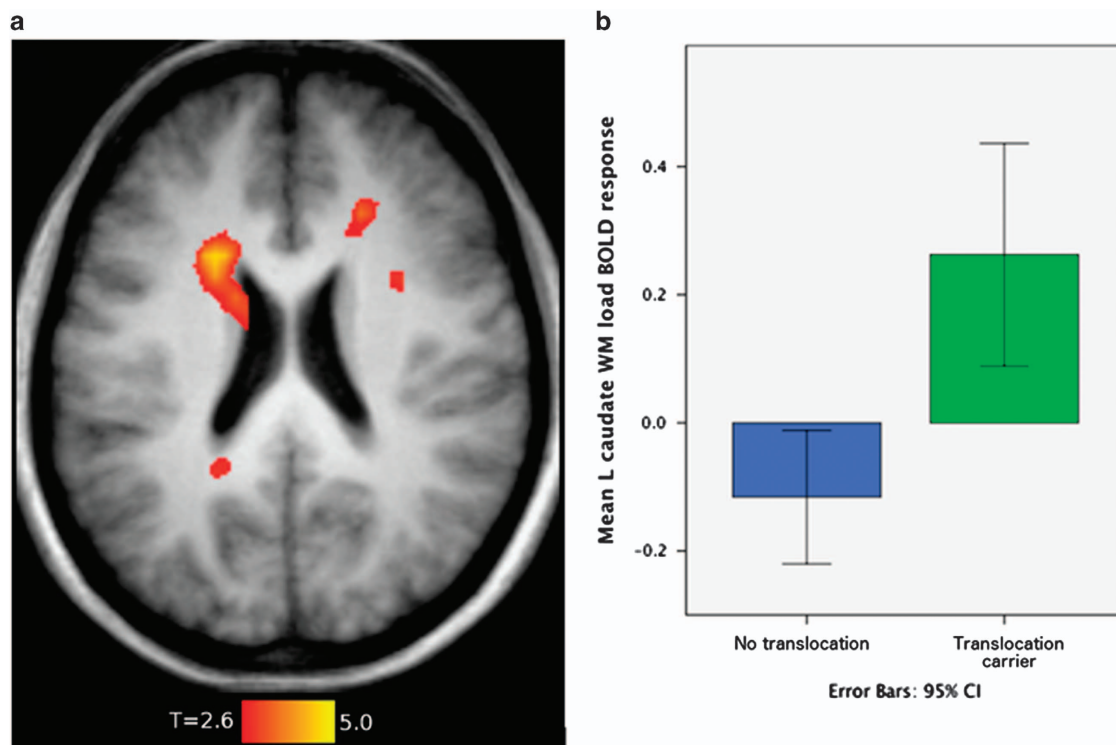 a
T=2.6
5.0
b
Mean L caudate WM load BOLD response
0.4
0.2
0.0
-0.2
No translocation
Translocation
carrier
Error Bars: 95% CI